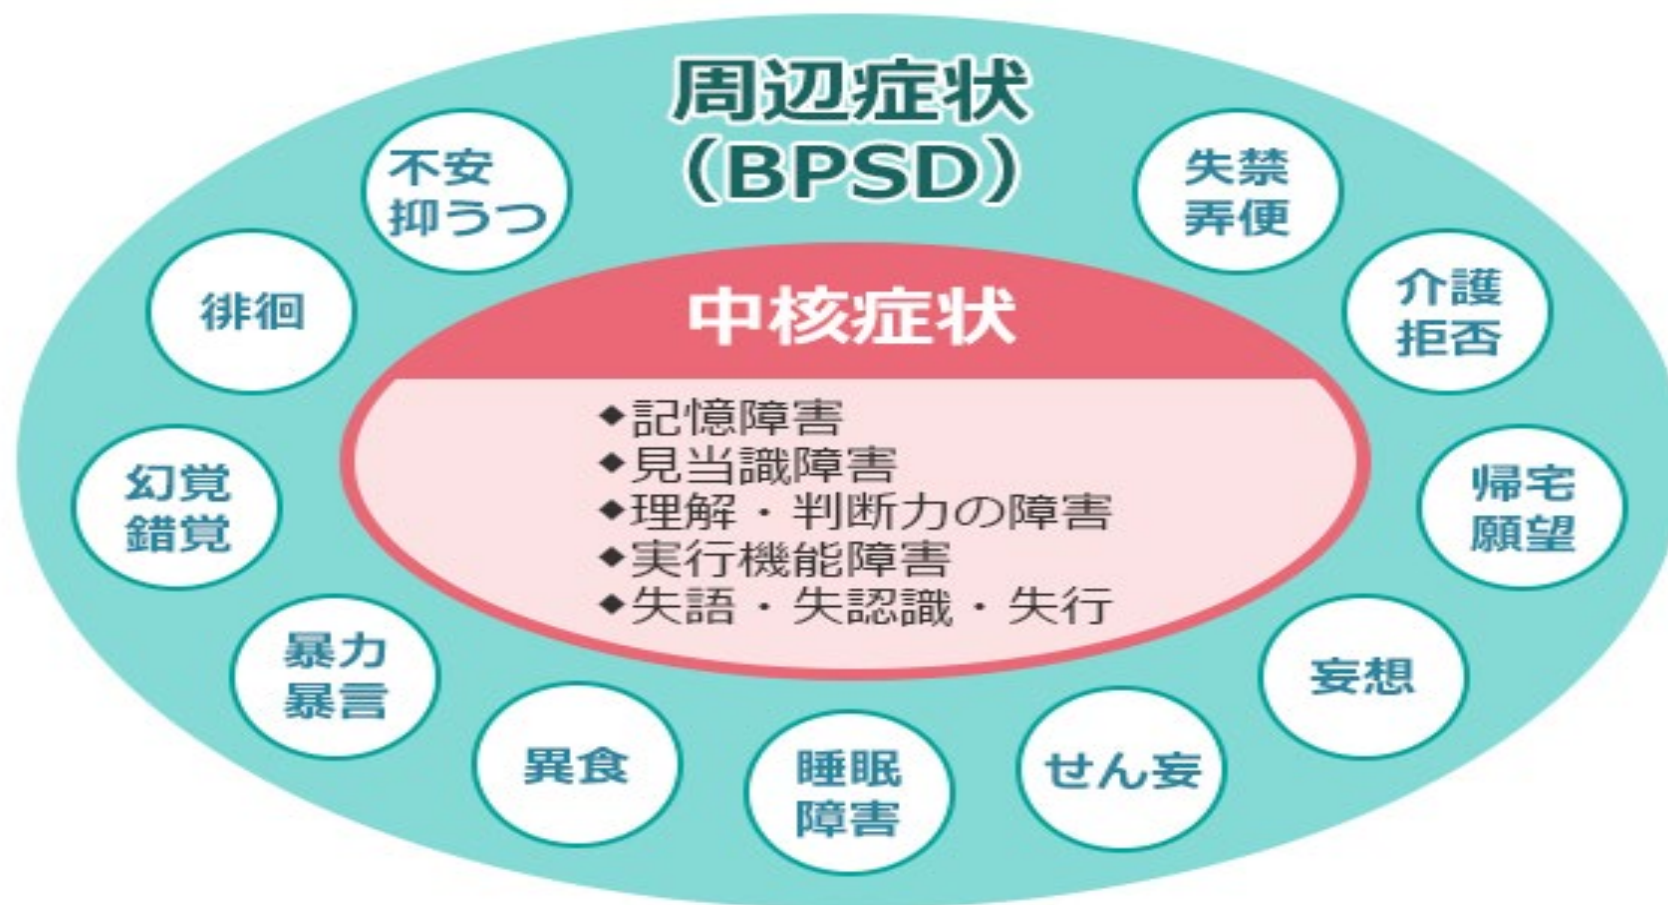 周辺症状
（BPSD）
不安
抑うつ
失禁
弄便
徘徊
介護
拒否
中核症状
◆記憶障害
◆見当識障害
◆理解・判断力の障害
◆実行機能障害
◆失語・失認識・失行
幻覚
錯覚
帰宅
願望
暴力
暴言
妄想
異食
睡眠
障害
せん妄